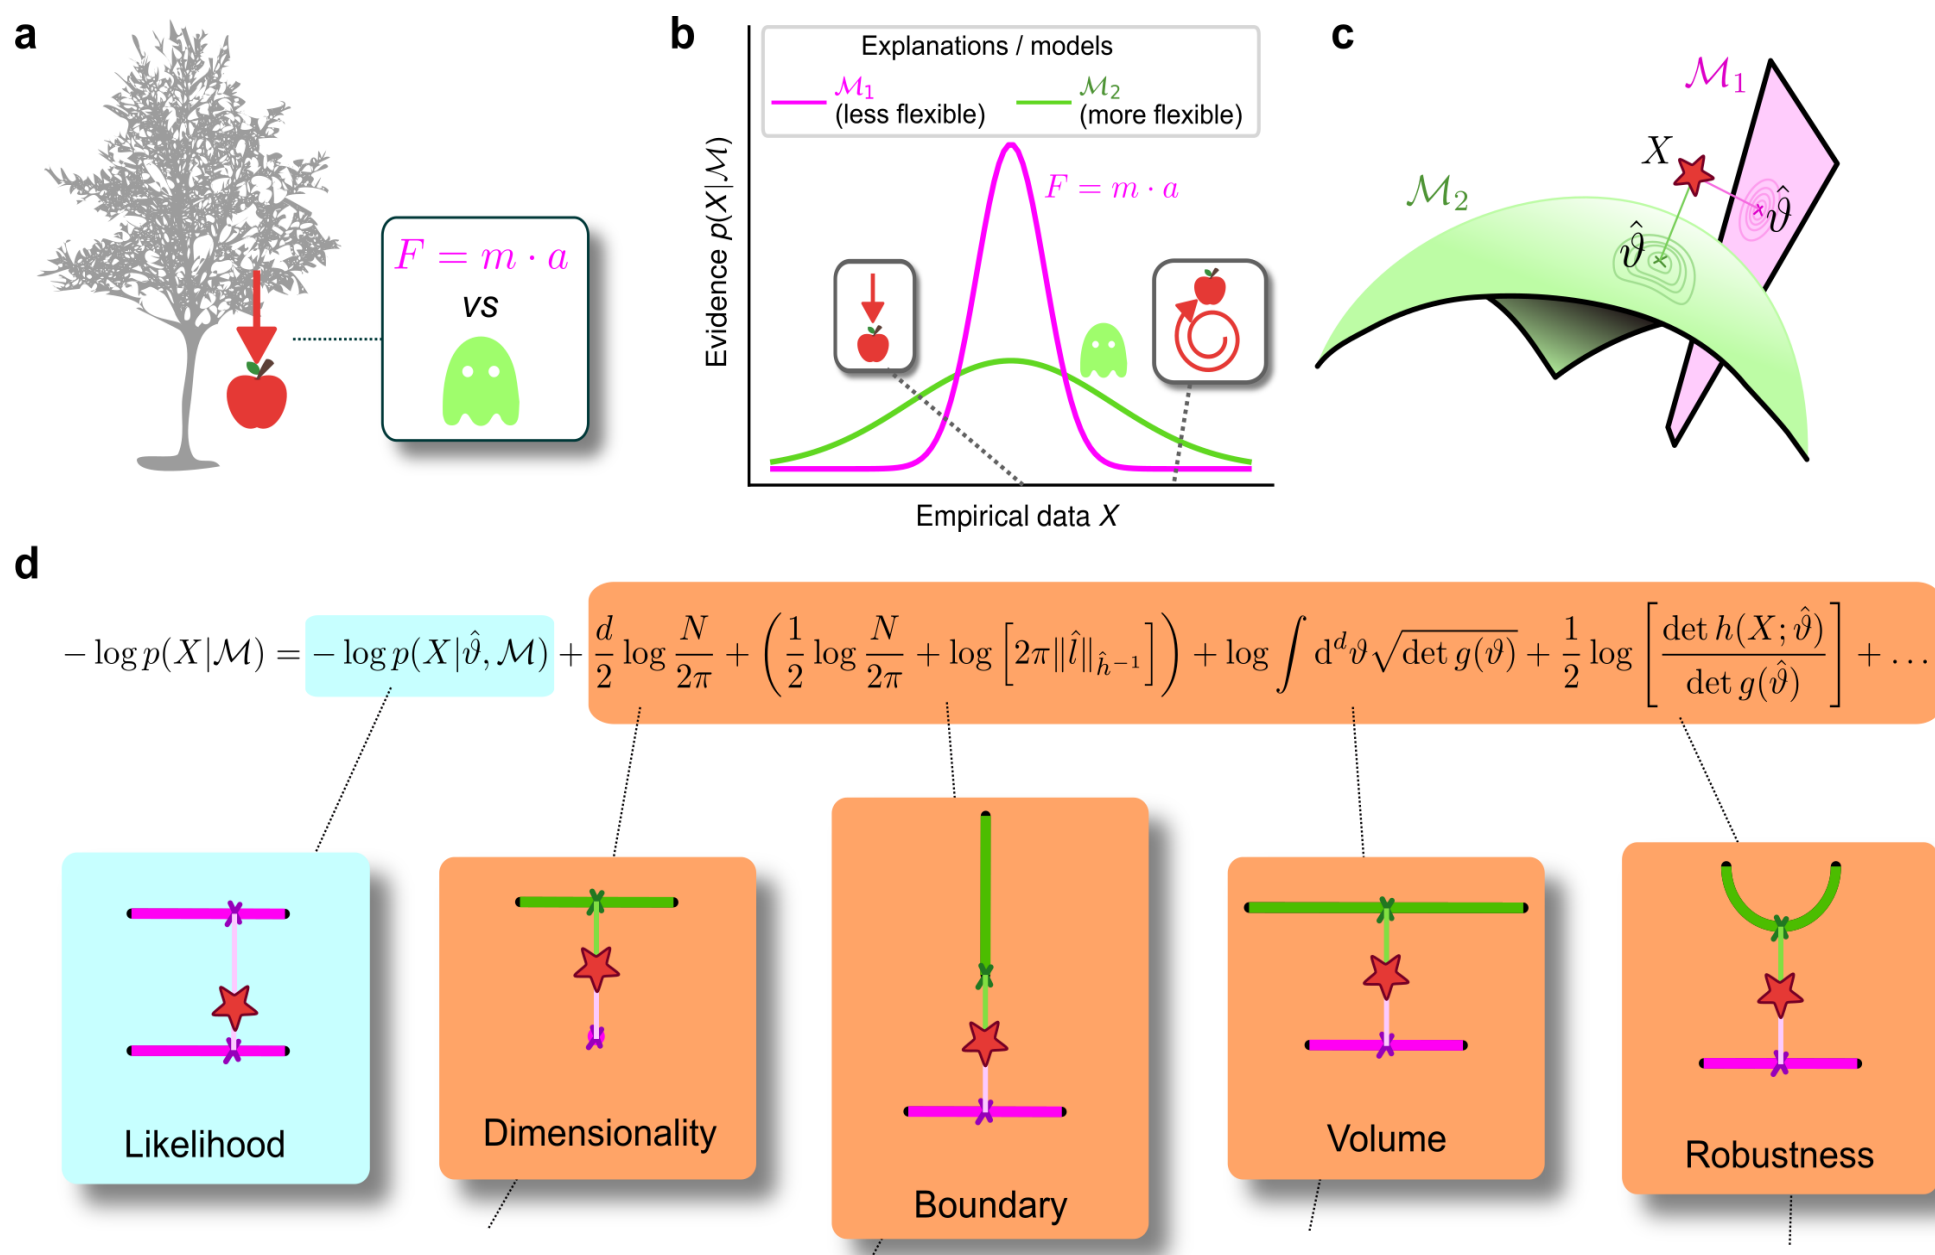 a
F = m · a
vs
b
Explanations / models
ℳ₁
(less flexible)
ℳ₂
(more flexible)
F = m · a
Evidence p(X|ℳ)
Empirical data X
c
ℳ₁
X
ℳ₂
ϑ̂
ϑ̂
d
− log p(X|ℳ) = − log p(X|ϑ̂, ℳ) + d/2 log N/2π + ( 1/2 log N/2π + log [2π‖l̂‖_ĥ⁻¹] ) + log ∫ dᵈϑ √det g(ϑ) + 1/2 log [ det h(X; ϑ̂) / det g(ϑ̂) ] + …
Likelihood
Dimensionality
Boundary
Volume
Robustness